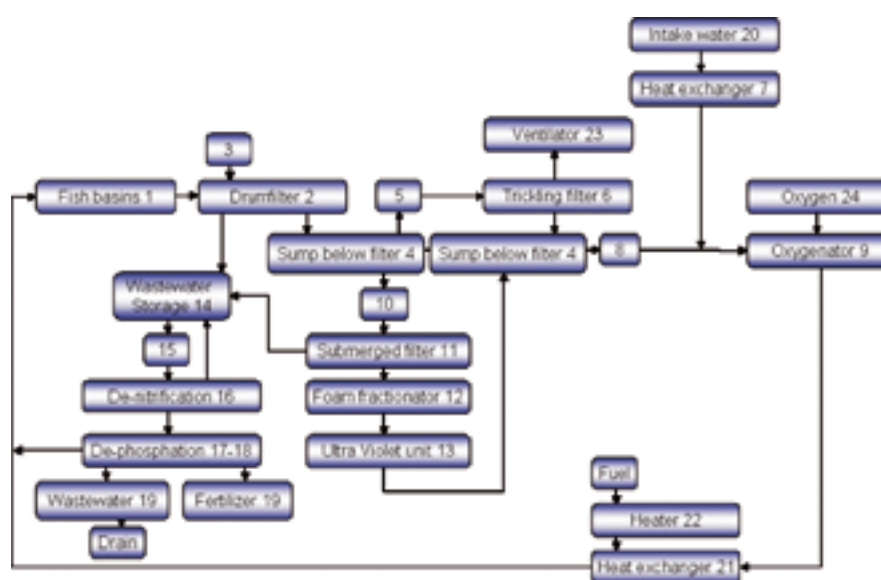 Intake water 20
Heat exchanger 7
Ventilator 23
3
Fish basins 1
Drumfilter 2
5
Trickling filter 6
Oxygen 24
Sump below filter 4
Sump below filter 4
8
Oxygenator 9
Wastewater
Storage 14
10
15
Submerged filter 11
De-nitrification 16
Foam fractionator 12
De-phosphation 17-18
Ultra Violet unit 13
Fuel
Wastewater 19
Fertilizer 19
Heater 22
Drain
Heat exchanger 21